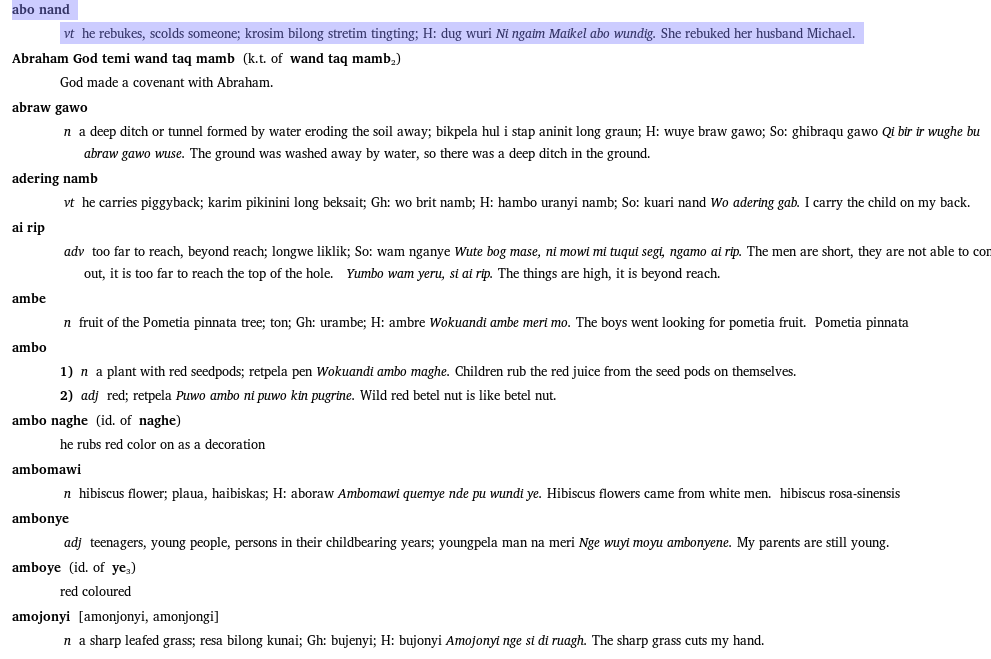 abo nand
vt he rebukes, scolds someone; krosim bilong stretim tingting; H: dug wuri Ni ngaim Maikel abo wundig. She rebuked her husband Michael.
Abraham God temi wand taq mamb (k.t. of wand taq mamb₂)
God made a covenant with Abraham.
abraw gawo
n a deep ditch or tunnel formed by water eroding the soil away; bikpela hul i stap aninit long graun; H: wuye braw gawo; So: ghibraqu gawo Qi bir ir wughe bu
abraw gawo wuse. The ground was washed away by water, so there was a deep ditch in the ground.
adering namb
vt he carries piggyback; karim pikinini long beksait; Gh: wo brit namb; H: hambo uranyi namb; So: kuari nand Wo adering gab. I carry the child on my back.
ai rip
adv too far to reach, beyond reach; longwe liklik; So: wam nganye Wute bog mase, ni mowi mi tuqui segi, ngamo ai rip. The men are short, they are not able to
out, it is too far to reach the top of the hole. Yumbo wam yeru, si ai rip. The things are high, it is beyond reach.
ambe
n fruit of the Pometia pinnata tree; ton; Gh: urambe; H: ambre Wokuandi ambe meri mo. The boys went looking for pometia fruit. Pometia pinnata
ambo
1) n a plant with red seedpods; retpela pen Wokuandi ambo maghe. Children rub the red juice from the seed pods on themselves.
2) adj red; retpela Puwo ambo ni puwo kin pugrine. Wild red betel nut is like betel nut.
ambo naghe (id. of naghe)
he rubs red color on as a decoration
ambomawi
n hibiscus flower; plaua, haibiskas; H: aboraw Ambomawi quemye nde pu wundi ye. Hibiscus flowers came from white men. hibiscus rosa-sinensis
ambonye
adj teenagers, young people, persons in their childbearing years; youngpela man na meri Nge wuyi moyu ambonyene. My parents are still young.
amboye (id. of ye₃)
red coloured
amojonyi [amonjonyi, amonjongi]
n a sharp leafed grass; resa bilong kunai; Gh: bujenyi; H: bujonyi Amojonyi nge si di ruagh. The sharp grass cuts my hand.